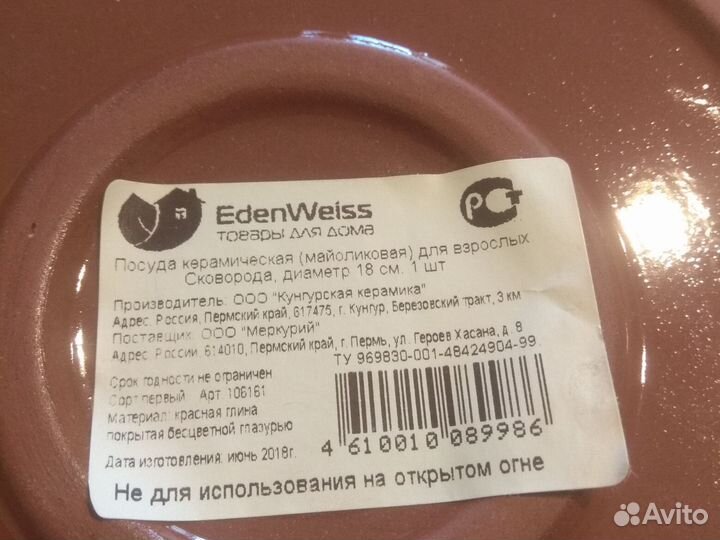 EdenWeiss
товары для дома
РСТ
Посуда керамическая (майоликовая) для взрослых
Сковорода, диаметр 18 см. 1 шт
Производитель: ООО "Кунгурская керамика"
Адрес: Россия, Пермский край, 617475, г. Кунгур, Березовский тракт, 3 км
Поставщик: ООО "Меркурий"
Адрес: Россия, 614010, Пермский край, г. Пермь, ул. Героев Хасана, д. 8
ТУ 969830-001-48424904-99
Срок годности не ограничен
Сорт первый Арт. 106161
Материал: красная глина
покрытая бесцветной глазурью
Дата изготовления: июнь 2018г.
4 610010 089986
Не для использования на открытом огне
Avito